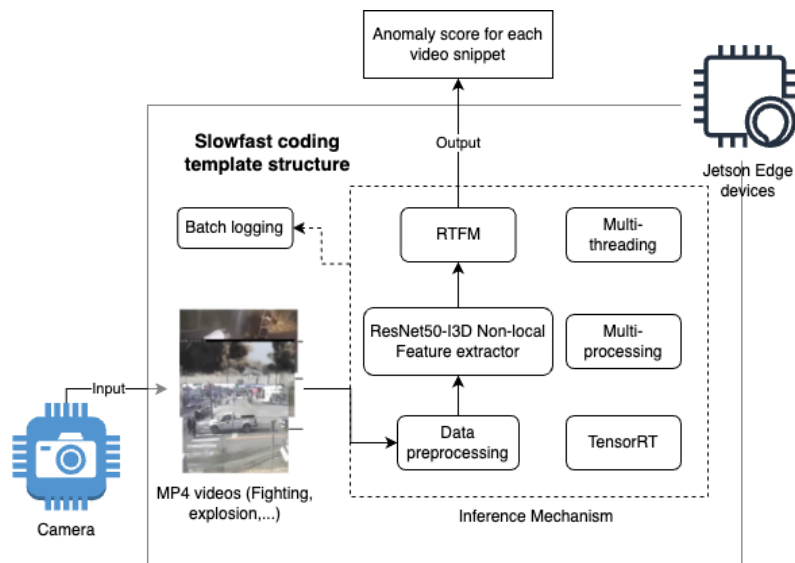 Anomaly score for each
video snippet
Slowfast coding
template structure
Output
Jetson Edge
devices
Batch logging
RTFM
Multi-
threading
ResNet50-I3D Non-local
Feature extractor
Multi-
processing
Input
Data
preprocessing
TensorRT
MP4 videos (Fighting,
explosion,...)
Inference Mechanism
Camera